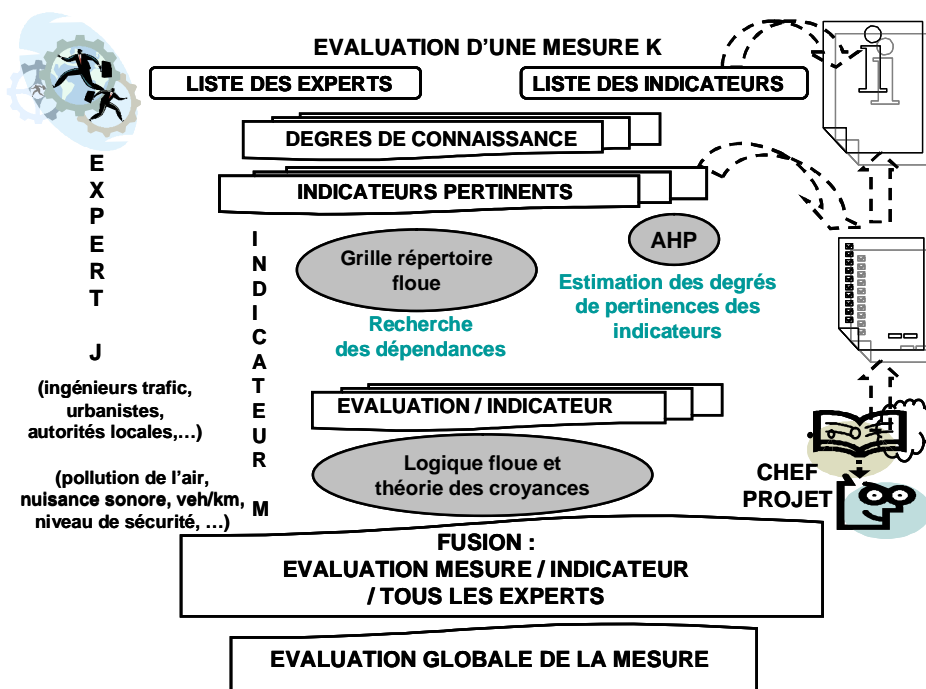 EVALUATION D'UNE MESURE K
LISTE DES EXPERTS
LISTE DES INDICATEURS
DEGRES DE CONNAISSANCE
INDICATEURS PERTINENTS
EXPERT J
(ingénieurs trafic,
urbanistes,
autorités locales,…)
(pollution de l'air,
nuisance sonore, veh/km,
niveau de sécurité, …)
INDICATEUR M
Grille répertoire
floue
Recherche
des dépendances
AHP
Estimation des degrés
de pertinences des
indicateurs
EVALUATION / INDICATEUR
Logique floue et
théorie des croyances
CHEF
PROJET
FUSION :
EVALUATION MESURE / INDICATEUR
/ TOUS LES EXPERTS
EVALUATION GLOBALE DE LA MESURE